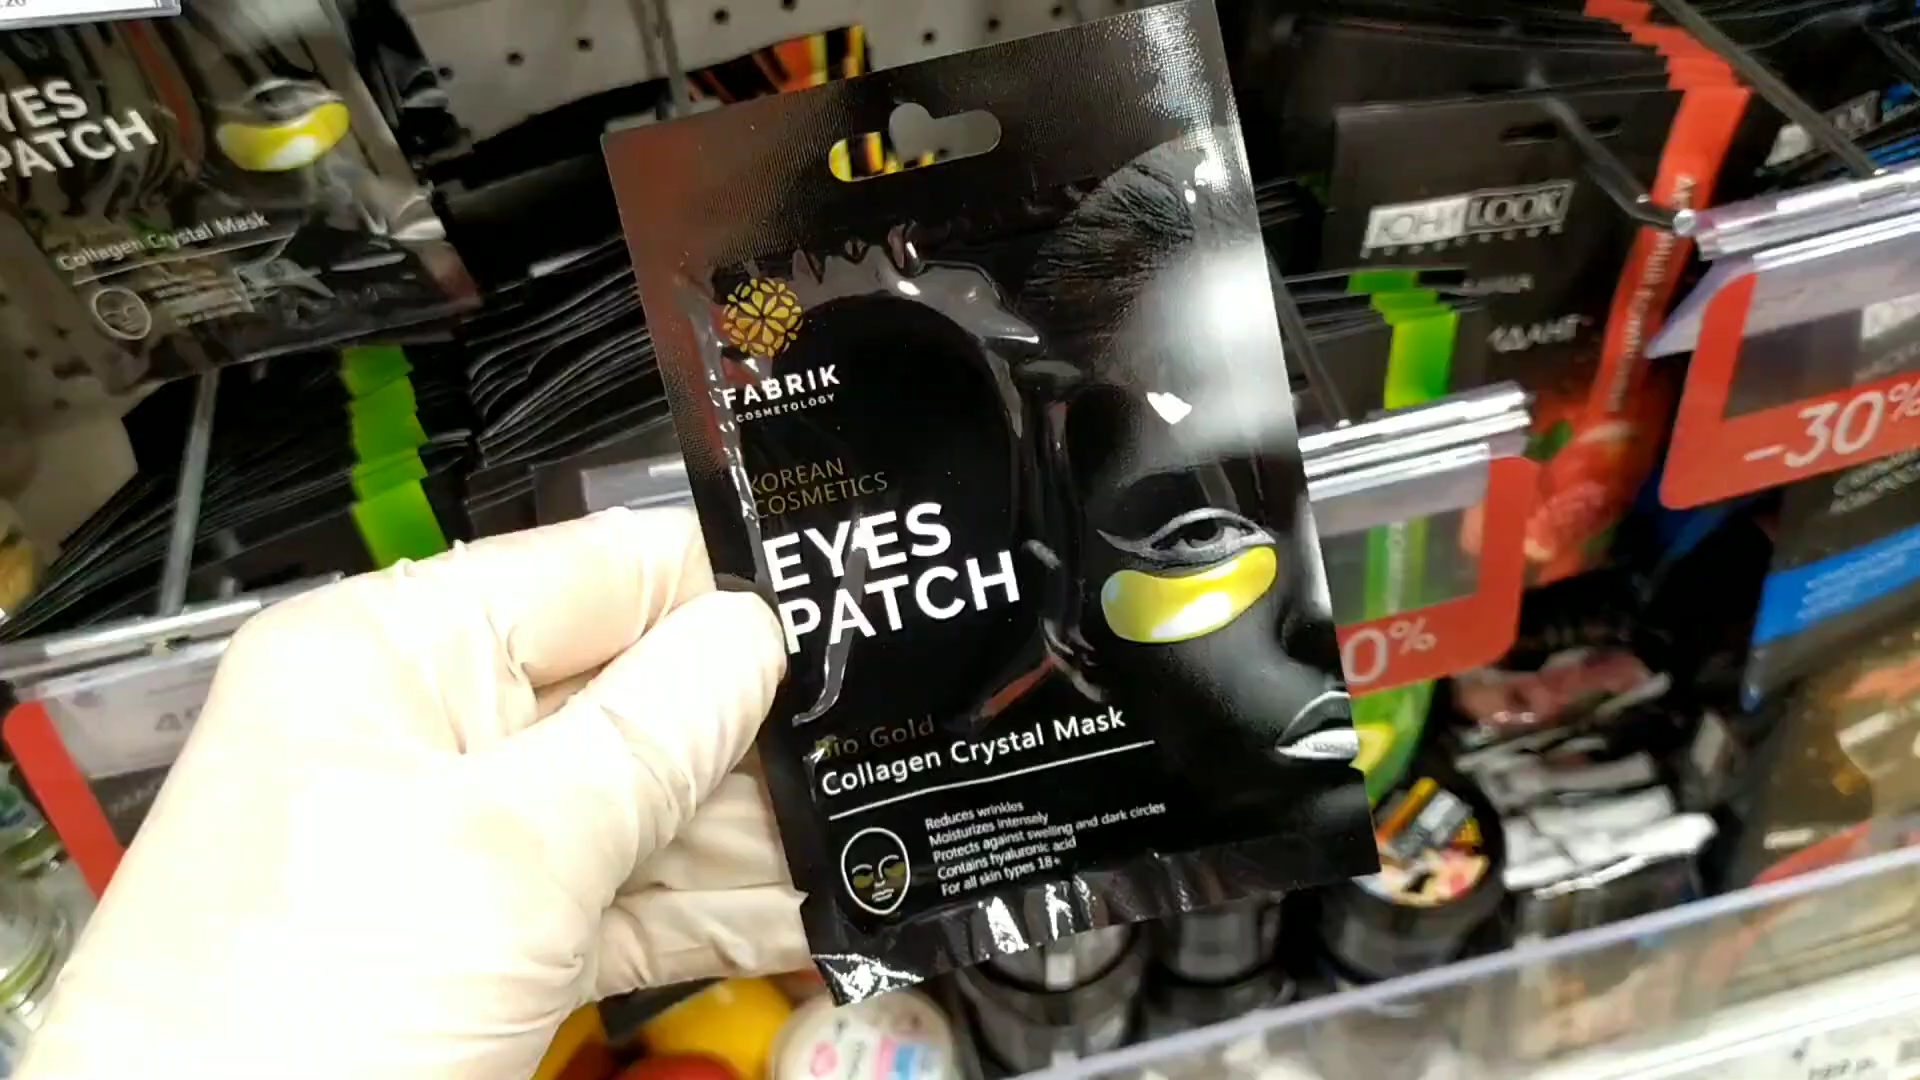 EYES
PATCH
Collagen Crystal Mask
FABRIK
COSMETOLOGY
KOREAN
COSMETICS
EYES
PATCH
Bio Gold
Collagen Crystal Mask
Reduces wrinkles
Moisturizes intensely
Protects against swelling and dark circles
Contains hyaluronic acid
For all skin types 18+
LOOK
-30%
0%